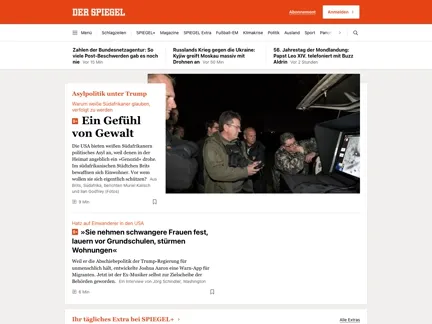 DER SPIEGEL
Abonnement
Anmelden
Menü
Schlagzeilen
SPIEGEL+
Magazine
SPIEGEL Extra
Fußball-EM
Klimakrise
Politik
Ausland
Sport
Zahlen der Bundesnetzagentur: So
viele Post-Beschwerden gab es noch
nie Vor 15 Min
Russlands Krieg gegen die Ukraine:
Kyjiw greift Moskau massiv mit
Drohnen an Vor 50 Min
56. Jahrestag der Mondlandung:
Papst Leo XIV. telefoniert mit Buzz
Aldrin Vor 2 Stunden
Asylpolitik unter Trump
Warum weiße Südafrikaner glauben,
verfolgt zu werden
Ein Gefühl
von Gewalt
Die USA bieten weißen Südafrikanern
politisches Asyl an, weil denen in der
Heimat angeblich ein »Genozid« drohe.
Im südafrikanischen Städtchen Brits
bewaffnen sich Einwohner. Vor wem
wollen sie sich eigentlich schützen? Aus
Brits, Südafrika, berichten Muriel Kalisch
und Ilan Godfrey (Fotos)
9 Min
Hatz auf Einwanderer in den USA
»Sie nehmen schwangere Frauen fest,
lauern vor Grundschulen, stürmen
Wohnungen«
Weil er die Abschiebepolitik der Trump-Regierung für
unmenschlich hält, entwickelte Joshua Aaron eine Warn-App für
Migranten. Jetzt ist der Ex-Musiker selbst zur Zielscheibe der
Behörden geworden. Ein Interview von Jörg Schindler, Washington
6 Min
Ihr tägliches Extra bei SPIEGEL+
Alle Extras